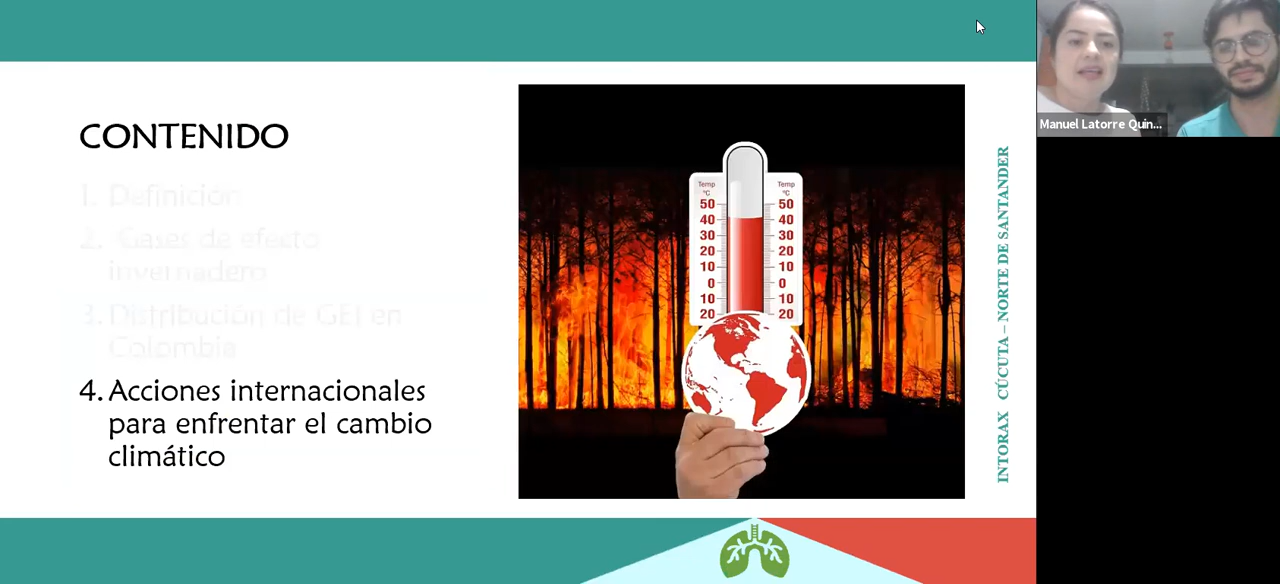 CONTENIDO
1. Definición
2. Gases de efecto
invernadero
3. Distribución de GEI en
Colombia
4. Acciones internacionales
para enfrentar el cambio
climático
Temp Temp
°C °C
50 50
40 40
30 30
20 20
10 10
0 0
10 10
20 20
INTORAX CÚCUTA – NORTE DE SANTANDER
Manuel Latorre Quin...